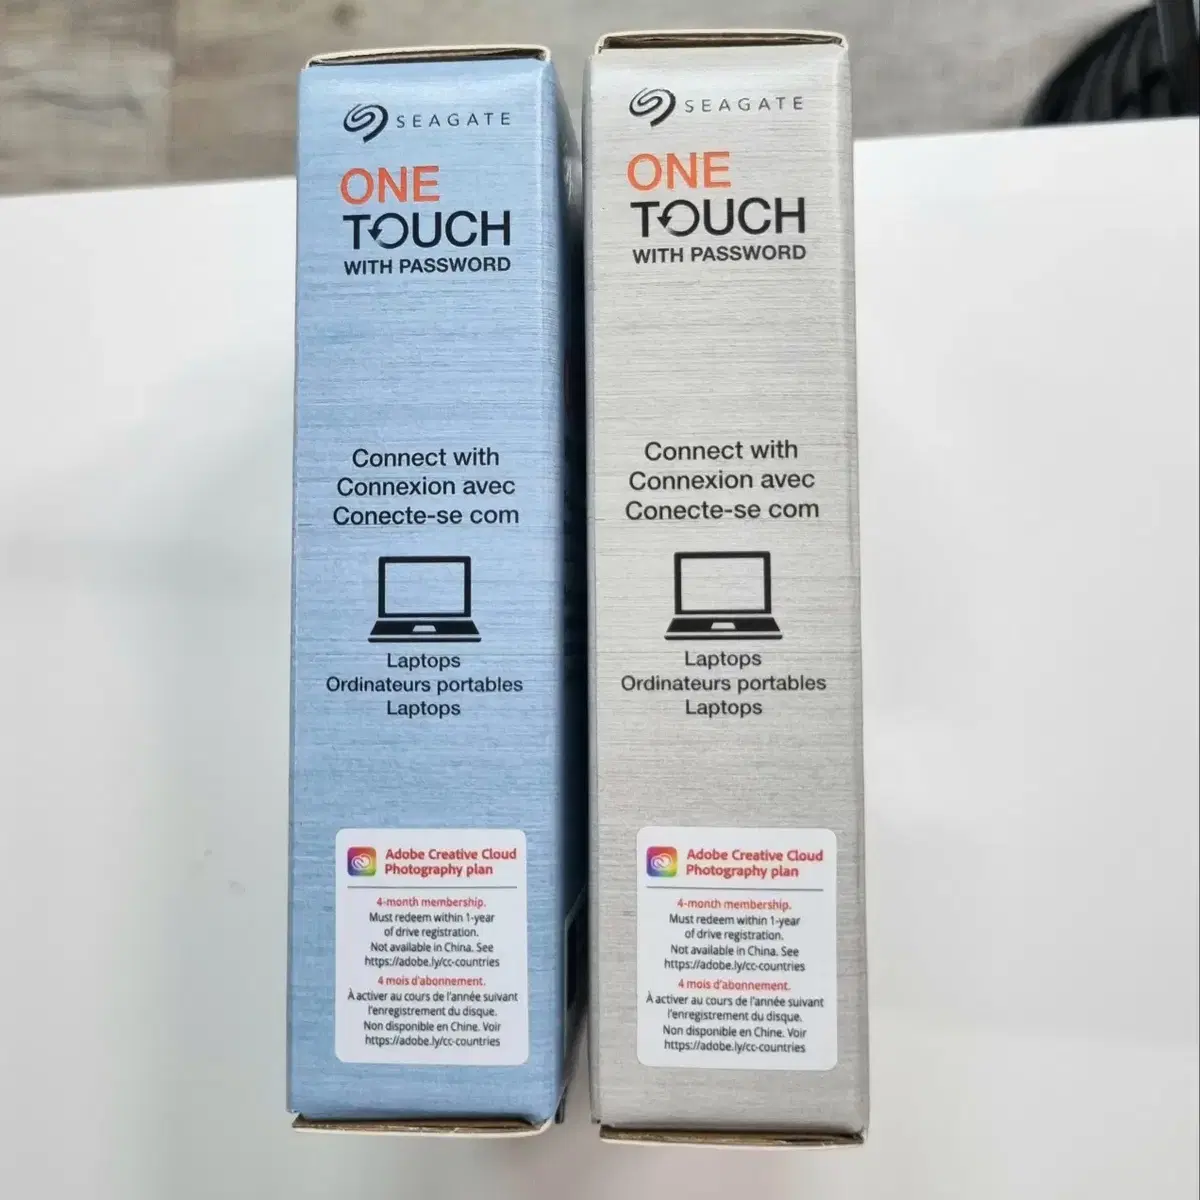 SEAGATE
ONE
TOUCH
WITH PASSWORD
Connect with
Connexion avec
Conecte-se com
Laptops
Ordinateurs portables
Laptops
Adobe Creative Cloud
Photography plan
4-month membership.
Must redeem within 1-year
of drive registration.
Not available in China. See
https://adobe.ly/cc-countries
4 mois d'abonnement.
À activer au cours de l'année suivant
l'enregistrement du disque.
Non disponible en Chine. Voir
https://adobe.ly/cc-countries
SEAGATE
ONE
TOUCH
WITH PASSWORD
Connect with
Connexion avec
Conecte-se com
Laptops
Ordinateurs portables
Laptops
Adobe Creative Cloud
Photography plan
4-month membership.
Must redeem within 1-year
of drive registration.
Not available in China. See
https://adobe.ly/cc-countries
4 mois d'abonnement.
À activer au cours de l'année suivant
l'enregistrement du disque.
Non disponible en Chine. Voir
https://adobe.ly/cc-countries